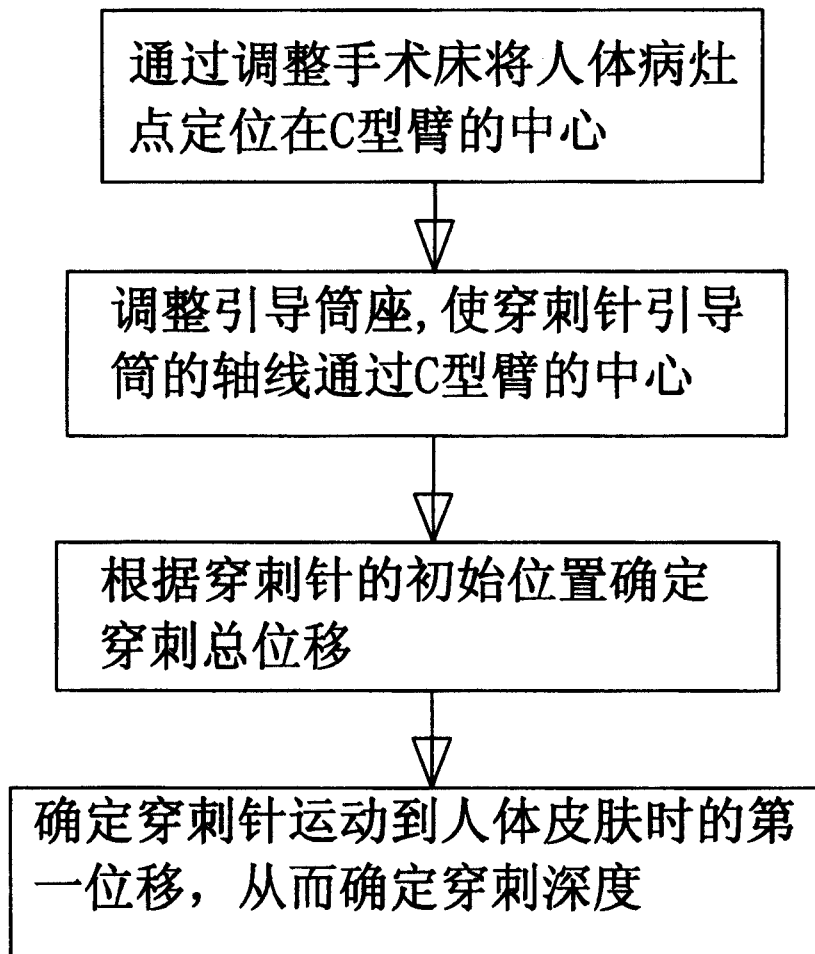 通过调整手术床将人体病灶
点定位在C型臂的中心
调整引导筒座,使穿刺针引导
筒的轴线通过C型臂的中心
根据穿刺针的初始位置确定
穿刺总位移
确定穿刺针运动到人体皮肤时的第
一位移，从而确定穿刺深度